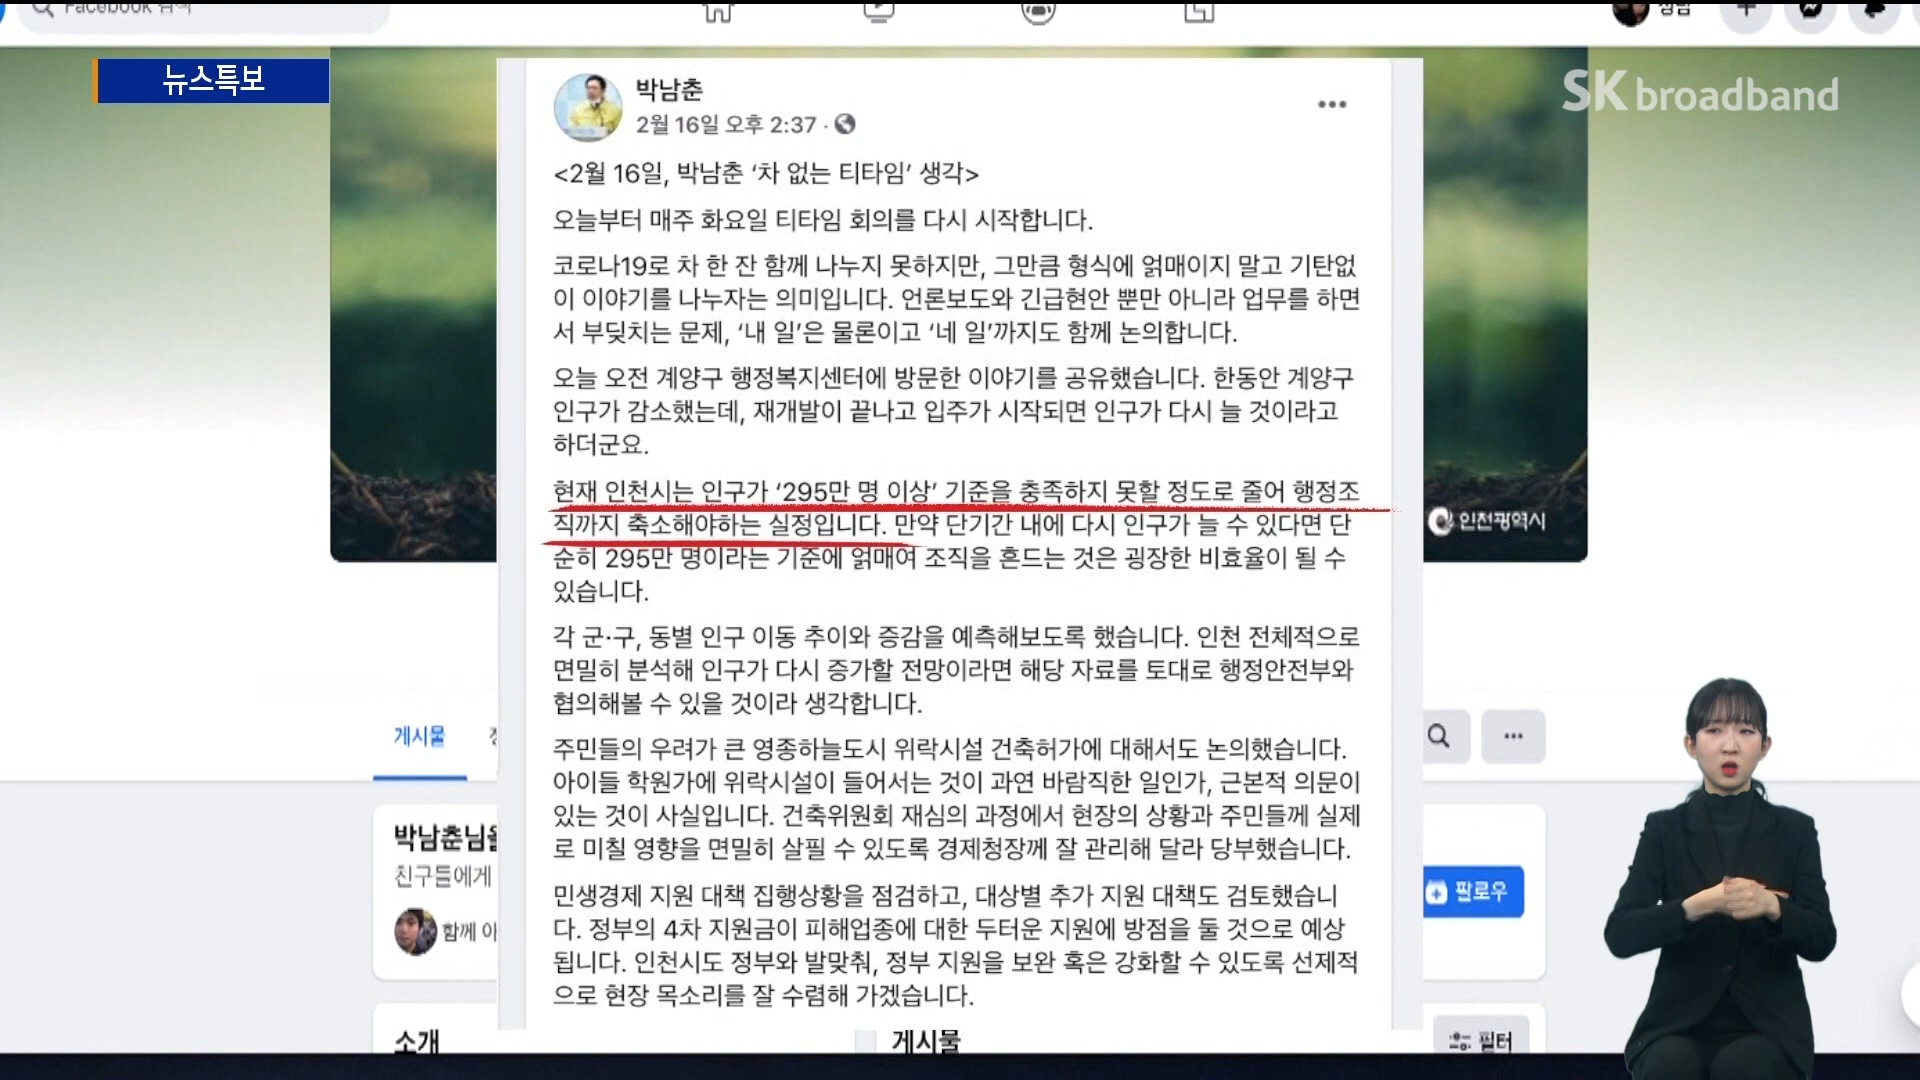 Facebook 검색
뉴스특보
SK broadband
박남춘
2월 16일 오후 2:37 ·
<2월 16일, 박남춘 ‘차 없는 티타임’ 생각>
오늘부터 매주 화요일 티타임 회의를 다시 시작합니다.
코로나19로 차 한 잔 함께 나누지 못하지만, 그만큼 형식에 얽매이지 말고 기탄없
이 이야기를 나누자는 의미입니다. 언론보도와 긴급현안 뿐만 아니라 업무를 하면
서 부딪치는 문제, ‘내 일’은 물론이고 ‘네 일’까지도 함께 논의합니다.
오늘 오전 계양구 행정복지센터에 방문한 이야기를 공유했습니다. 한동안 계양구
인구가 감소했는데, 재개발이 끝나고 입주가 시작되면 인구가 다시 늘 것이라고
하더군요.
현재 인천시는 인구가 ‘295만 명 이상’ 기준을 충족하지 못할 정도로 줄어 행정조
직까지 축소해야하는 실정입니다. 만약 단기간 내에 다시 인구가 늘 수 있다면 단
순히 295만 명이라는 기준에 얽매여 조직을 흔드는 것은 굉장한 비효율이 될 수
있습니다.
각 군·구, 동별 인구 이동 추이와 증감을 예측해보도록 했습니다. 인천 전체적으로
면밀히 분석해 인구가 다시 증가할 전망이라면 해당 자료를 토대로 행정안전부와
협의해볼 수 있을 것이라 생각합니다.
주민들의 우려가 큰 영종하늘도시 위락시설 건축허가에 대해서도 논의했습니다.
아이들 학원가에 위락시설이 들어서는 것이 과연 바람직한 일인가, 근본적 의문이
있는 것이 사실입니다. 건축위원회 재심의 과정에서 현장의 상황과 주민들께 실제
로 미칠 영향을 면밀히 살필 수 있도록 경제청장께 잘 관리해 달라 당부했습니다.
민생경제 지원 대책 집행상황을 점검하고, 대상별 추가 지원 대책도 검토했습니
다. 정부의 4차 지원금이 피해업종에 대한 두터운 지원에 방점을 둘 것으로 예상
됩니다. 인천시도 정부와 발맞춰, 정부 지원을 보완 혹은 강화할 수 있도록 선제적
으로 현장 목소리를 잘 수렴해 가겠습니다.
인천광역시
게시물
박남춘님을
친구들에게
함께 아
팔로우
소개
게시물
필터